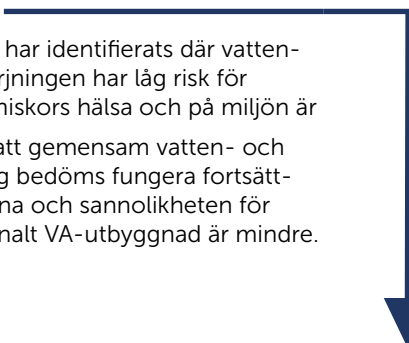 har identifierats där vatten-
rjningen har låg risk för
niskors hälsa och på miljön är
att gemensam vatten- och
g bedöms fungera fortsätt-
na och sannolikheten för
nalt VA-utbyggnad är mindre.